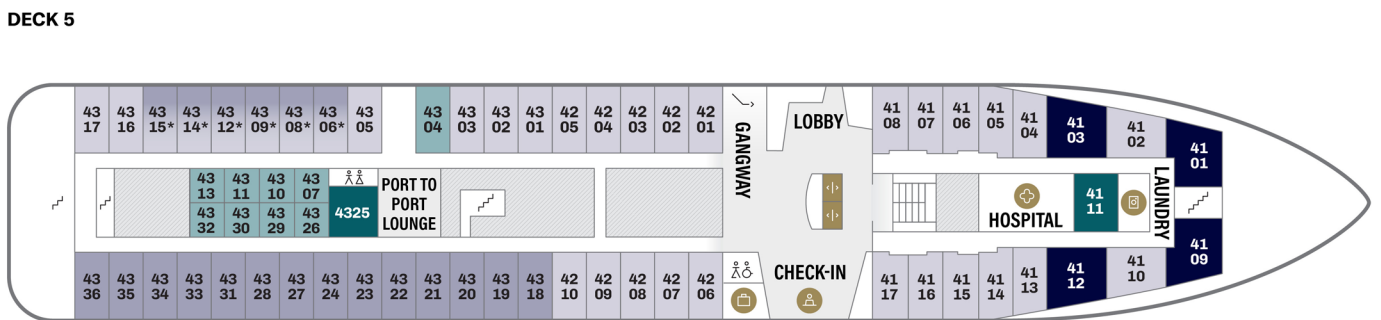 DECK 5
43 43 43 43 43 43 43 43 43 43 43 43 43 42 42 42 42 42
17 16 15* 14* 12* 09* 08* 06* 05 04 03 02 01 05 04 03 02 01
GANGWAY
LOBBY
41 41 41 41 41 41 41 41
08 07 06 05 04 03 02 01
43 43 43 43
13 11 10 07
43 43 43 43
32 30 29 26
4325
PORT TO
PORT
LOUNGE
HOSPITAL
41
11
LAUNDRY
43 43 43 43 43 43 43 43 43 43 43 43 43 43 42 42 42 42 42
36 35 34 33 31 28 27 24 23 22 21 20 19 18 10 09 08 07 06
CHECK-IN
41 41 41 41 41 41 41 41
17 16 15 14 13 12 10 09